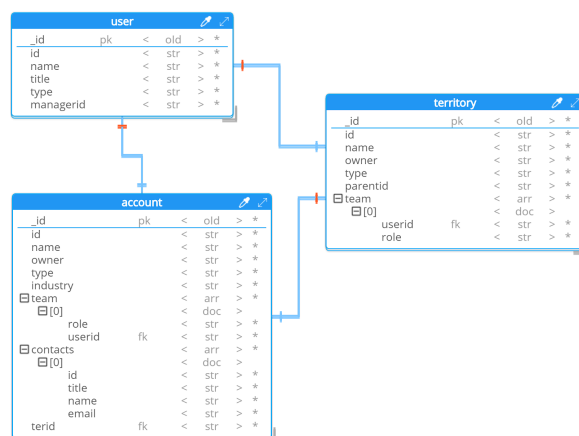 user
_id pk < old > *
id < str > *
name < str > *
title < str > *
type < str > *
managerid < str > *
territory
_id pk < old > *
id < str > *
name < str > *
owner < str > *
type < str > *
parentid < str > *
team < arr > *
[0] < doc >
userid fk < str > *
role < str > *
account
_id pk < old > *
id < str > *
name < str > *
owner < str > *
type < str > *
industry < str > *
team < arr > *
[0] < doc >
role < str > *
userid fk < str > *
contacts < arr > *
[0] < doc >
id < str > *
title < str > *
name < str > *
email < str > *
terid fk < str > *